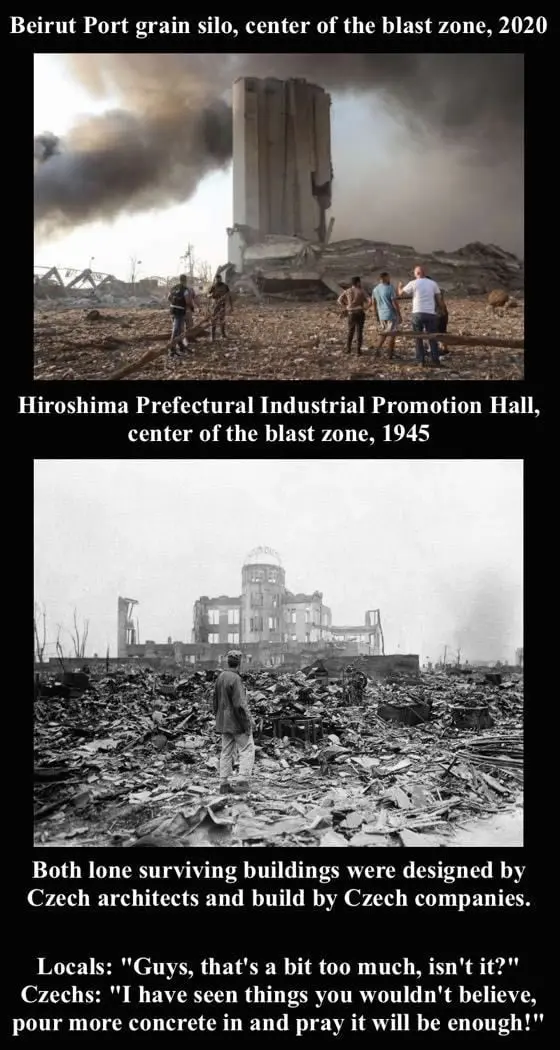 Beirut Port grain silo, center of the blast zone, 2020
Hiroshima Prefectural Industrial Promotion Hall,
center of the blast zone, 1945
Both lone surviving buildings were designed by
Czech architects and build by Czech companies.
Locals: "Guys, that's a bit too much, isn't it?"
Czechs: "I have seen things you wouldn't believe,
pour more concrete in and pray it will be enough!"